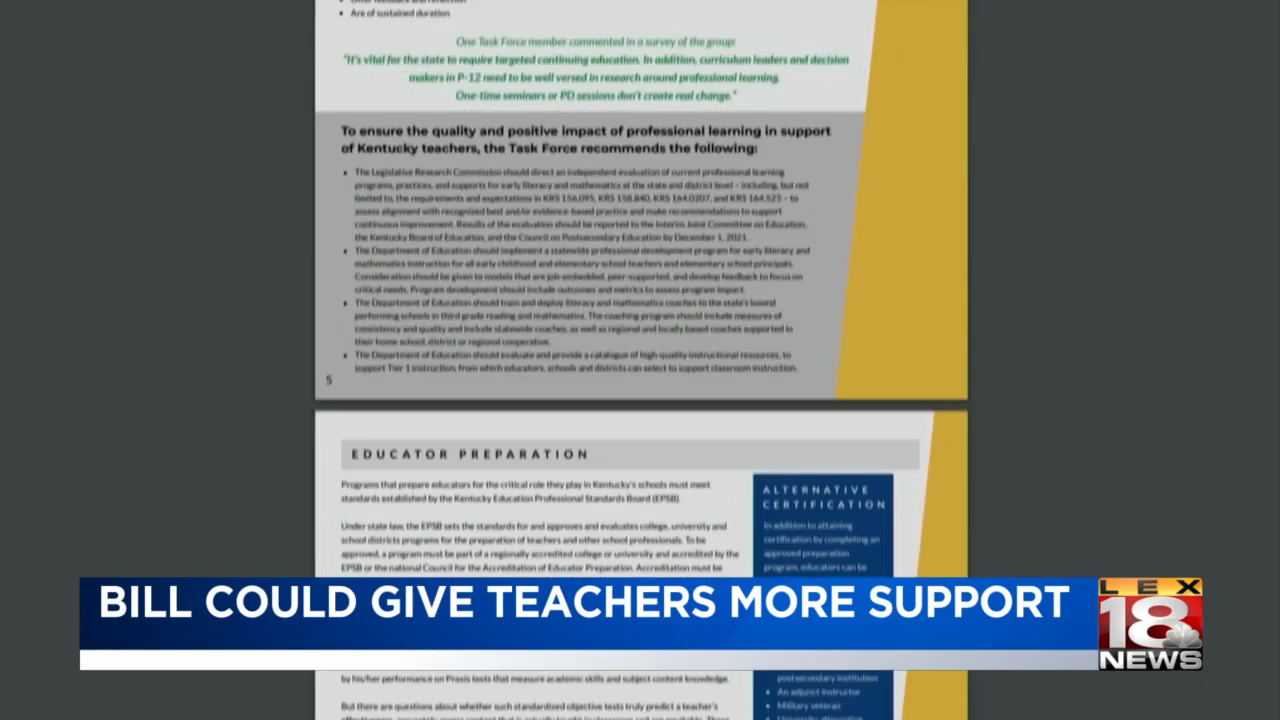 • Are of sustained duration
One Task Force member commented in a survey of the group:
"It's vital for the state to require targeted continuing education. In addition, curriculum leaders and decision
makers in P-12 need to be well versed in research around professional learning.
One-time seminars or PD sessions don't create real change."
To ensure the quality and positive impact of professional learning in support
of Kentucky teachers, the Task Force recommends the following:
• The Legislative Research Commission should direct an independent evaluation of current professional learning
programs, practices, and supports for early literacy and mathematics at the state and district level – including, but not
limited to, the requirements and expectations in KRS 156.095, KRS 158.840, KRS 164.0207, and KRS 164.525 – to
assess alignment with recognized best and/or evidence-based practice and make recommendations to support
continuous improvement. Results of the evaluation should be reported to the Interim Joint Committee on Education,
the Kentucky Board of Education, and the Council on Postsecondary Education by December 1, 2021.
• The Department of Education should implement a statewide professional development program for early literacy and
mathematics instruction for all early childhood and elementary school teachers and elementary school principals.
Consideration should be given to models that are job-embedded, peer-supported, and develop feedback to focus on
critical needs. Program development should include outcomes and metrics to assess program impact.
• The Department of Education should train and deploy literacy and mathematics coaches to the state's lowest
performing schools in third grade reading and mathematics. The coaching program should include measures of
consistency and quality and include statewide coaches, as well as regional and locally based coaches supported in
their home school, district or regional cooperative.
• The Department of Education should evaluate and provide a catalogue of high-quality instructional resources, to
support Tier 1 instruction, from which educators, schools and districts can select to support classroom instruction.
5
EDUCATOR PREPARATION
Programs that prepare educators for the critical role they play in Kentucky's schools must meet
standards established by the Kentucky Education Professional Standards Board (EPSB).
Under state law, the EPSB sets the standards for and approves and evaluates college, university and
school districts programs for the preparation of teachers and other school professionals. To be
approved, a program must be part of a regionally accredited college or university and accredited by the
EPSB or the national Council for the Accreditation of Educator Preparation. Accreditation must be
ALTERNATIVE
CERTIFICATION
In addition to attaining
certification by completing an
approved preparation
program, educators can be
BILL COULD GIVE TEACHERS MORE SUPPORT
LEX
18
NEWS
by his/her performance on Praxis tests that measure academic skills and subject content knowledge.
But there are questions about whether such standardized objective tests truly predict a teacher's
postsecondary institution
• An adjunct instructor
• Military veteran